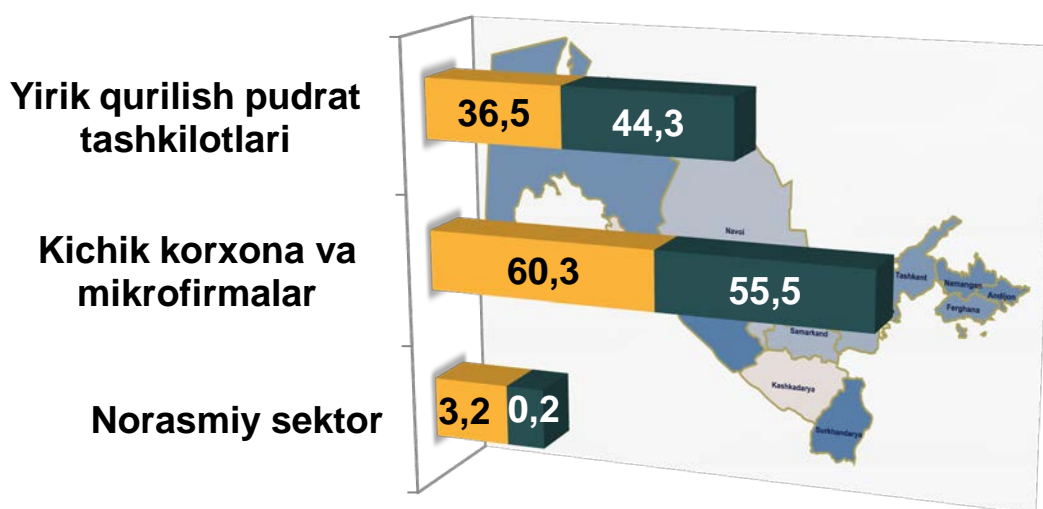 Yirik qurilish pudrat
tashkilotlari
36,5
44,3
Kichik korxona va
mikrofirmalar
60,3
55,5
Norasmiy sektor
3,2
0,2
Navoi
Tashkent
Namangan
Andijon
Ferghana
Samarkand
Kashkadarya
Surkhandarya